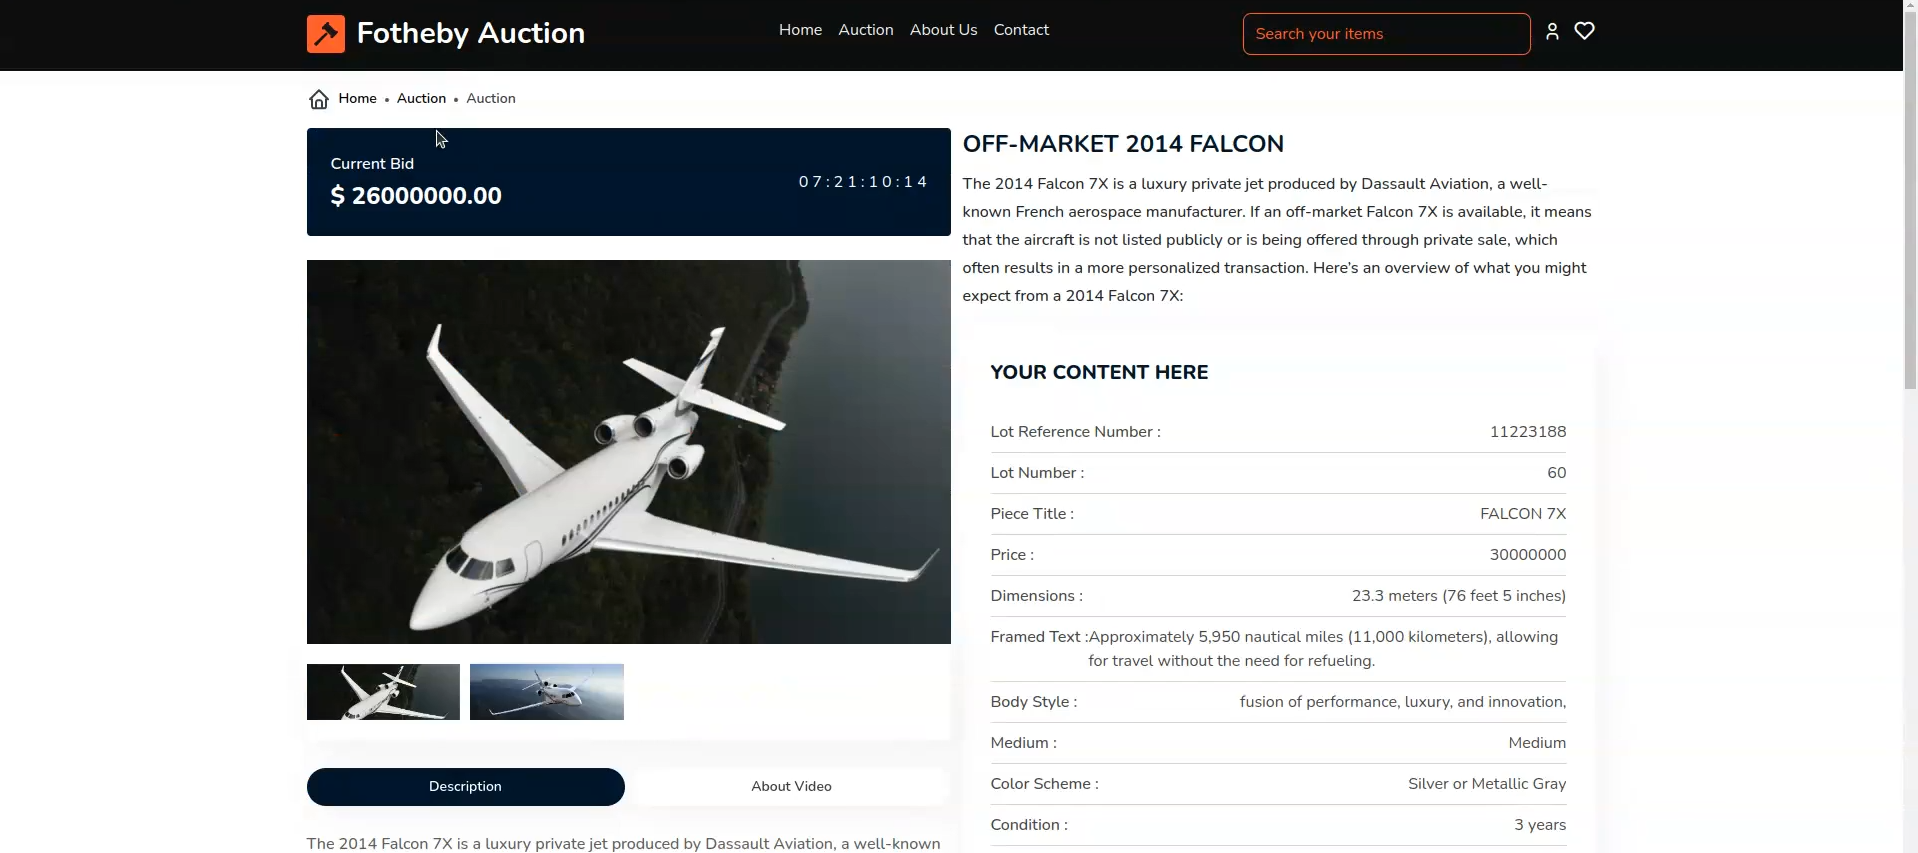 Fotheby Auction
Home Auction About Us Contact
Search your items
Home • Auction • Auction
Current Bid
$ 26000000.00
07:21:10:14
OFF-MARKET 2014 FALCON
The 2014 Falcon 7X is a luxury private jet produced by Dassault Aviation, a well-
known French aerospace manufacturer. If an off-market Falcon 7X is available, it means
that the aircraft is not listed publicly or is being offered through private sale, which
often results in a more personalized transaction. Here's an overview of what you might
expect from a 2014 Falcon 7X:
YOUR CONTENT HERE
Lot Reference Number : 11223188
Lot Number : 60
Piece Title : FALCON 7X
Price : 30000000
Dimensions : 23.3 meters (76 feet 5 inches)
Framed Text :Approximately 5,950 nautical miles (11,000 kilometers), allowing
for travel without the need for refueling.
Body Style : fusion of performance, luxury, and innovation,
Medium : Medium
Color Scheme : Silver or Metallic Gray
Condition : 3 years
Description
About Video
The 2014 Falcon 7X is a luxury private jet produced by Dassault Aviation, a well-known